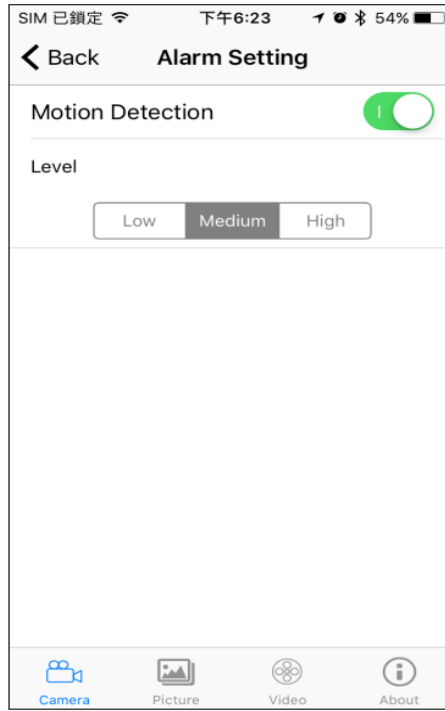 SIM 已鎖定 下午6:23 54%
Back Alarm Setting
Motion Detection
Level
Low Medium High
Camera Picture Video About